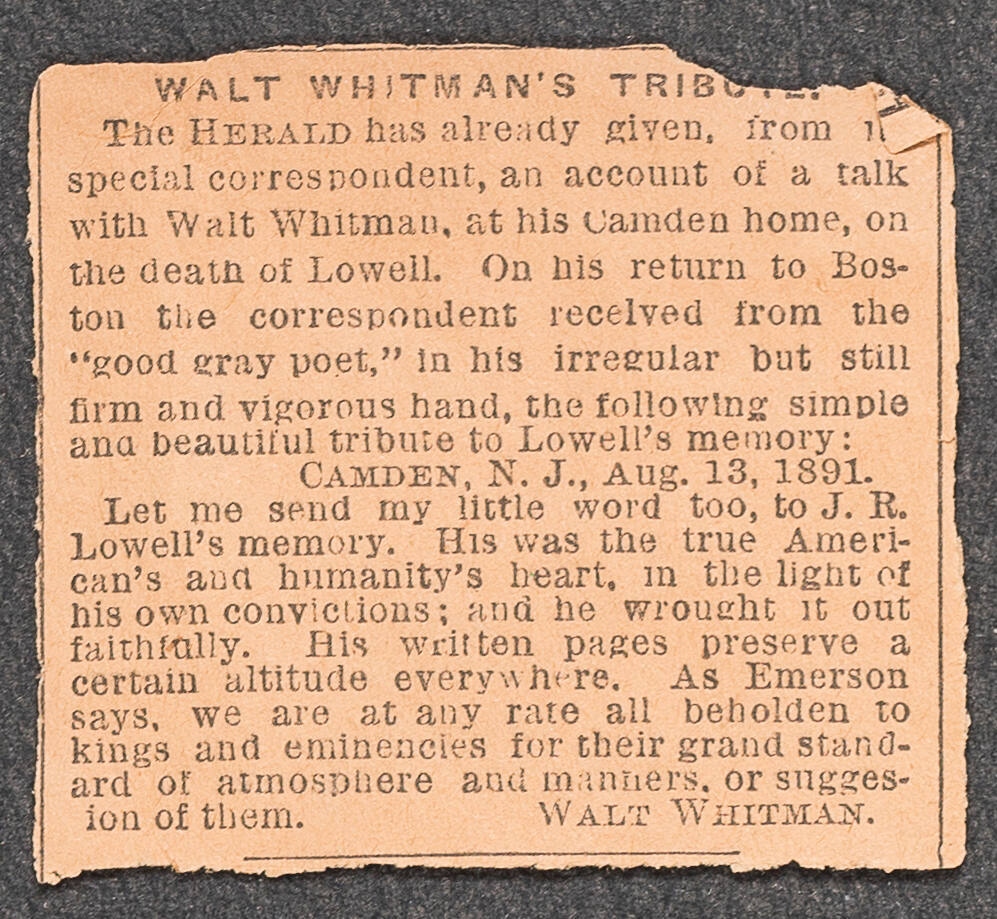 WALT WHITMAN'S TRIBUTE.
The HERALD has already given, from
special correspondent, an account of a talk
with Walt Whitman, at his Camden home, on
the death of Lowell. On his return to Bos-
ton the correspondent received from the
“good gray poet,” in his irregular but still
firm and vigorous hand, the following simple
and beautiful tribute to Lowell's memory:
CAMDEN, N. J., Aug. 13, 1891.
Let me send my little word too, to J. R.
Lowell's memory. His was the true Ameri-
can's and humanity's heart, in the light of
his own convictions; and he wrought it out
faithfully. His written pages preserve a
certain altitude everywhere. As Emerson
says, we are at any rate all beholden to
kings and eminencies for their grand stand-
ard of atmosphere and manners, or sugges-
ion of them. WALT WHITMAN.